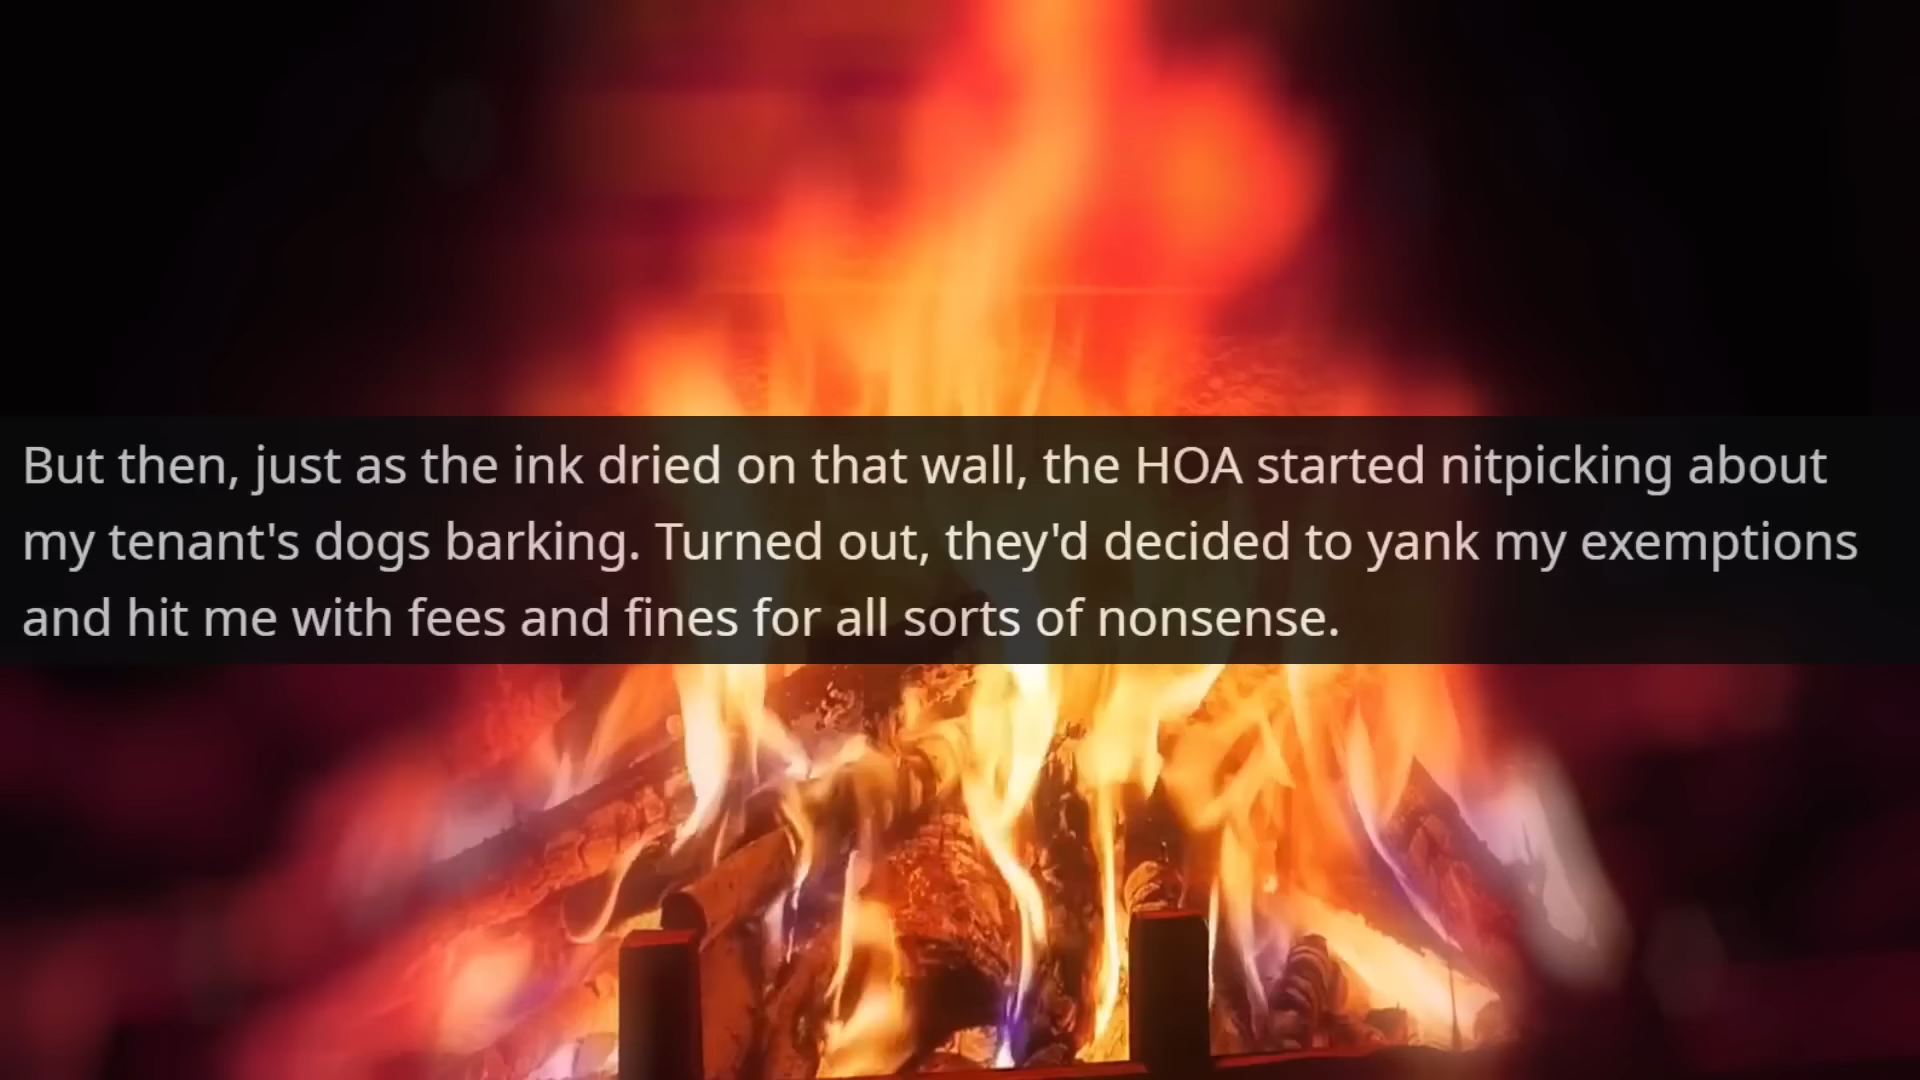 But then, just as the ink dried on that wall, the HOA started nitpicking about
my tenant's dogs barking. Turned out, they'd decided to yank my exemptions
and hit me with fees and fines for all sorts of nonsense.